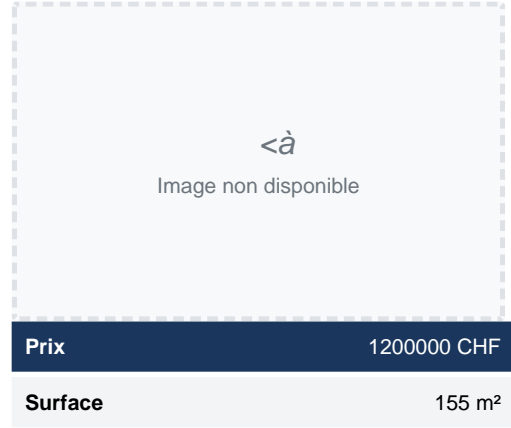 <à
Image non disponible
Prix 1200000 CHF
Surface 155 m²